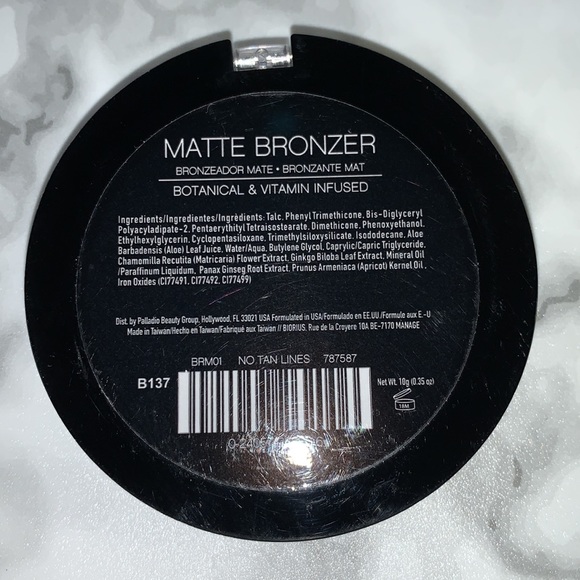 MATTE BRONZER
BRONZEADOR MATE • BRONZANTE MAT
BOTANICAL & VITAMIN INFUSED
Ingredients/Ingredientes/Ingrédients: Talc, Phenyl Trimethicone, Bis-Diglyceryl
Polyacyladipate-2, Pentaerythityl Tetraisostearate, Dimethicone, Phenoxyethanol,
Ethylhexylglycerin, Cyclopentasiloxane, Trimethylsiloxysilicate, Isododecane, Aloe
Barbadensis (Aloe) Leaf Juice, Water/Aqua, Butylene Glycol, Caprylic/Capric Triglyceride,
Chamomilla Recutita (Matricaria) Flower Extract, Ginkgo Biloba Leaf Extract, Mineral Oil
/Paraffinum Liquidum, Panax Ginseg Root Extract, Prunus Armeniaca (Apricot) Kernel Oil ,
Iron Oxides (CI77491, CI77492, CI77499)
Dist. by Palladio Beauty Group, Hollywood, FL 33021 USA Formulated in USA/Formulado en EE.UU./Formule aux E.-U
Made in Taiwan/Hecho en Taiwan/Fabriqué aux Taiwan // BIORIUS, Rue de la Croyere 10A BE-7170 MANAGE
BRM01 NO TAN LINES 787587
B137
Net Wt. 10g (0.35 oz)
18M